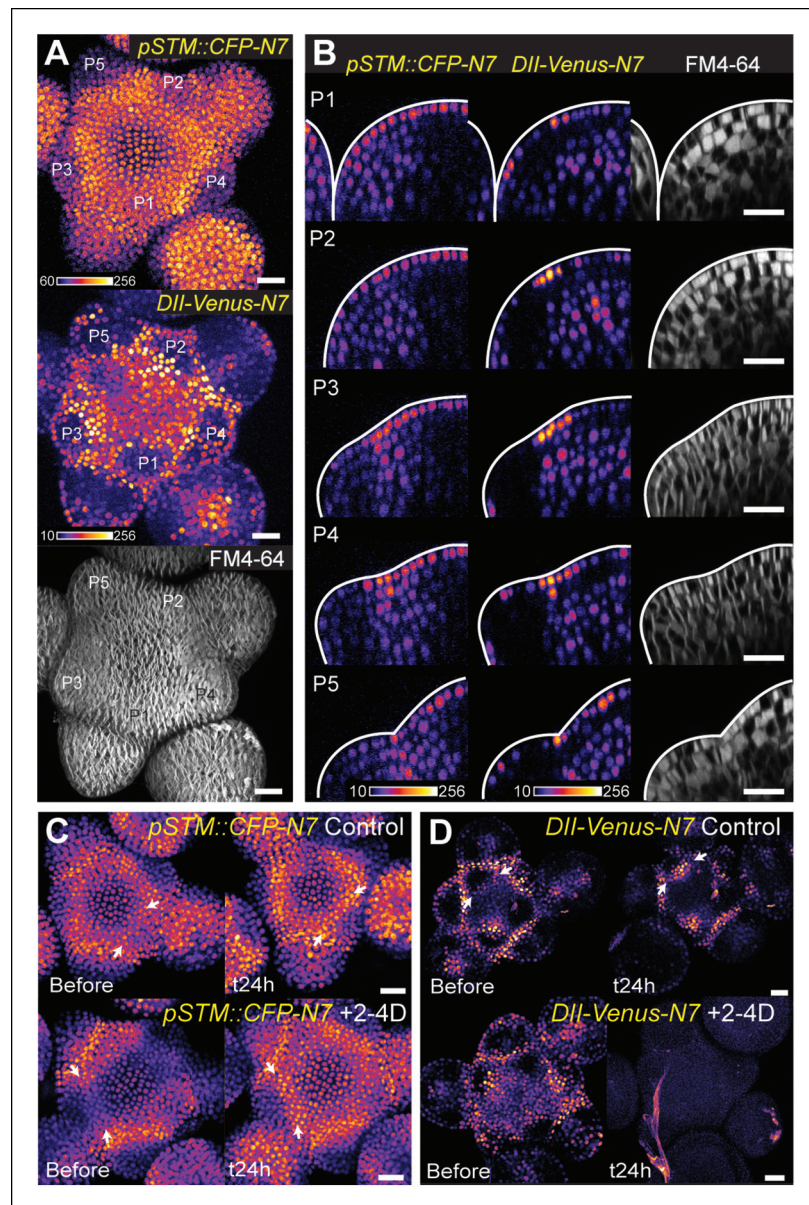 A
pSTM::CFP-N7
P5
P2
P3
P4
P1
60 256
DII-Venus-N7
P5
P2
P3
P4
P1
10 256
FM4-64
P5
P2
P3
P4
P1
B
pSTM::CFP-N7 DII-Venus-N7 FM4-64
P1
P2
P3
P4
P5
10 256 10 256
C
pSTM::CFP-N7 Control
Before t24h
pSTM::CFP-N7 +2-4D
Before t24h
D
DII-Venus-N7 Control
Before t24h
DII-Venus-N7 +2-4D
Before t24h